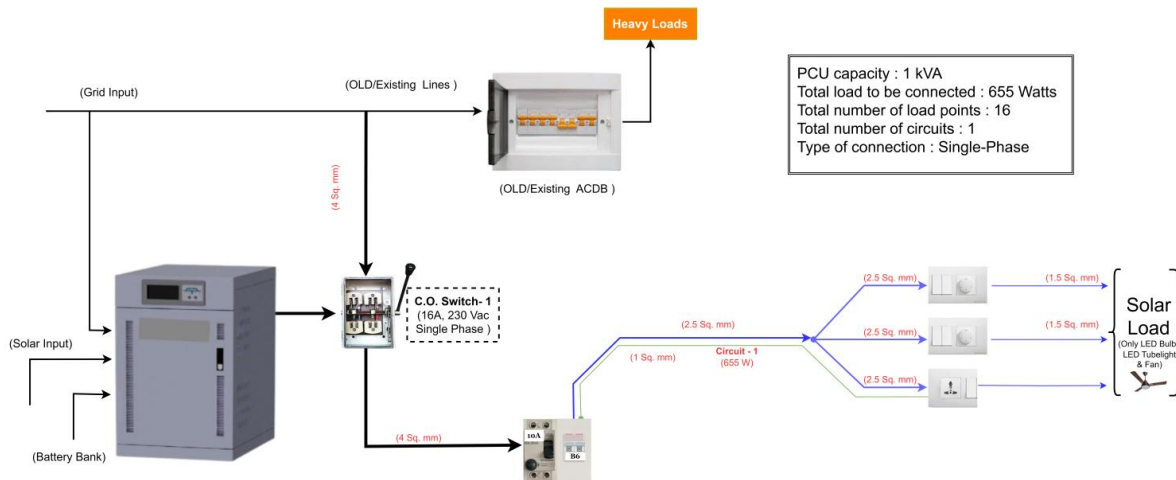 Heavy Loads
(Grid Input)
(OLD/Existing Lines )
PCU capacity : 1 kVA
Total load to be connected : 655 Watts
Total number of load points : 16
Total number of circuits : 1
Type of connection : Single-Phase
(4 Sq. mm)
(OLD/Existing ACDB )
C.O. Switch- 1
(16A, 230 Vac
Single Phase )
(Solar Input)
(Battery Bank)
(4 Sq. mm)
10A
B6
(2.5 Sq. mm)
(1 Sq. mm)
Circuit - 1
(655 W)
(2.5 Sq. mm)
(1.5 Sq. mm)
(2.5 Sq. mm)
(1.5 Sq. mm)
(2.5 Sq. mm)
Solar
Load
(Only LED Bulb
LED Tubelight
& Fan)